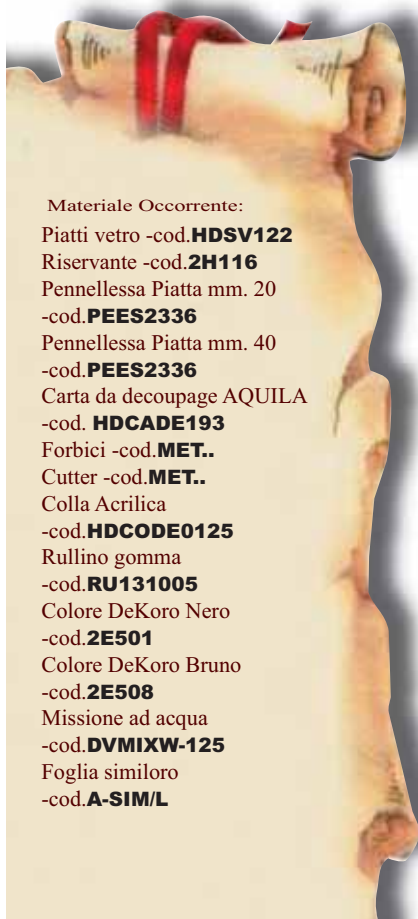 Materiale Occorrente:
Piatti vetro -cod.HDSV122
Riservante -cod.2H116
Pennellessa Piatta mm. 20
-cod.PEES2336
Pennellessa Piatta mm. 40
-cod.PEES2336
Carta da decoupage AQUILA
-cod. HDCADE193
Forbici -cod.MET..
Cutter -cod.MET..
Colla Acrilica
-cod.HDCODE0125
Rullino gomma
-cod.RU131005
Colore DeKoro Nero
-cod.2E501
Colore DeKoro Bruno
-cod.2E508
Missione ad acqua
-cod.DVMIXW-125
Foglia similoro
-cod.A-SIM/L